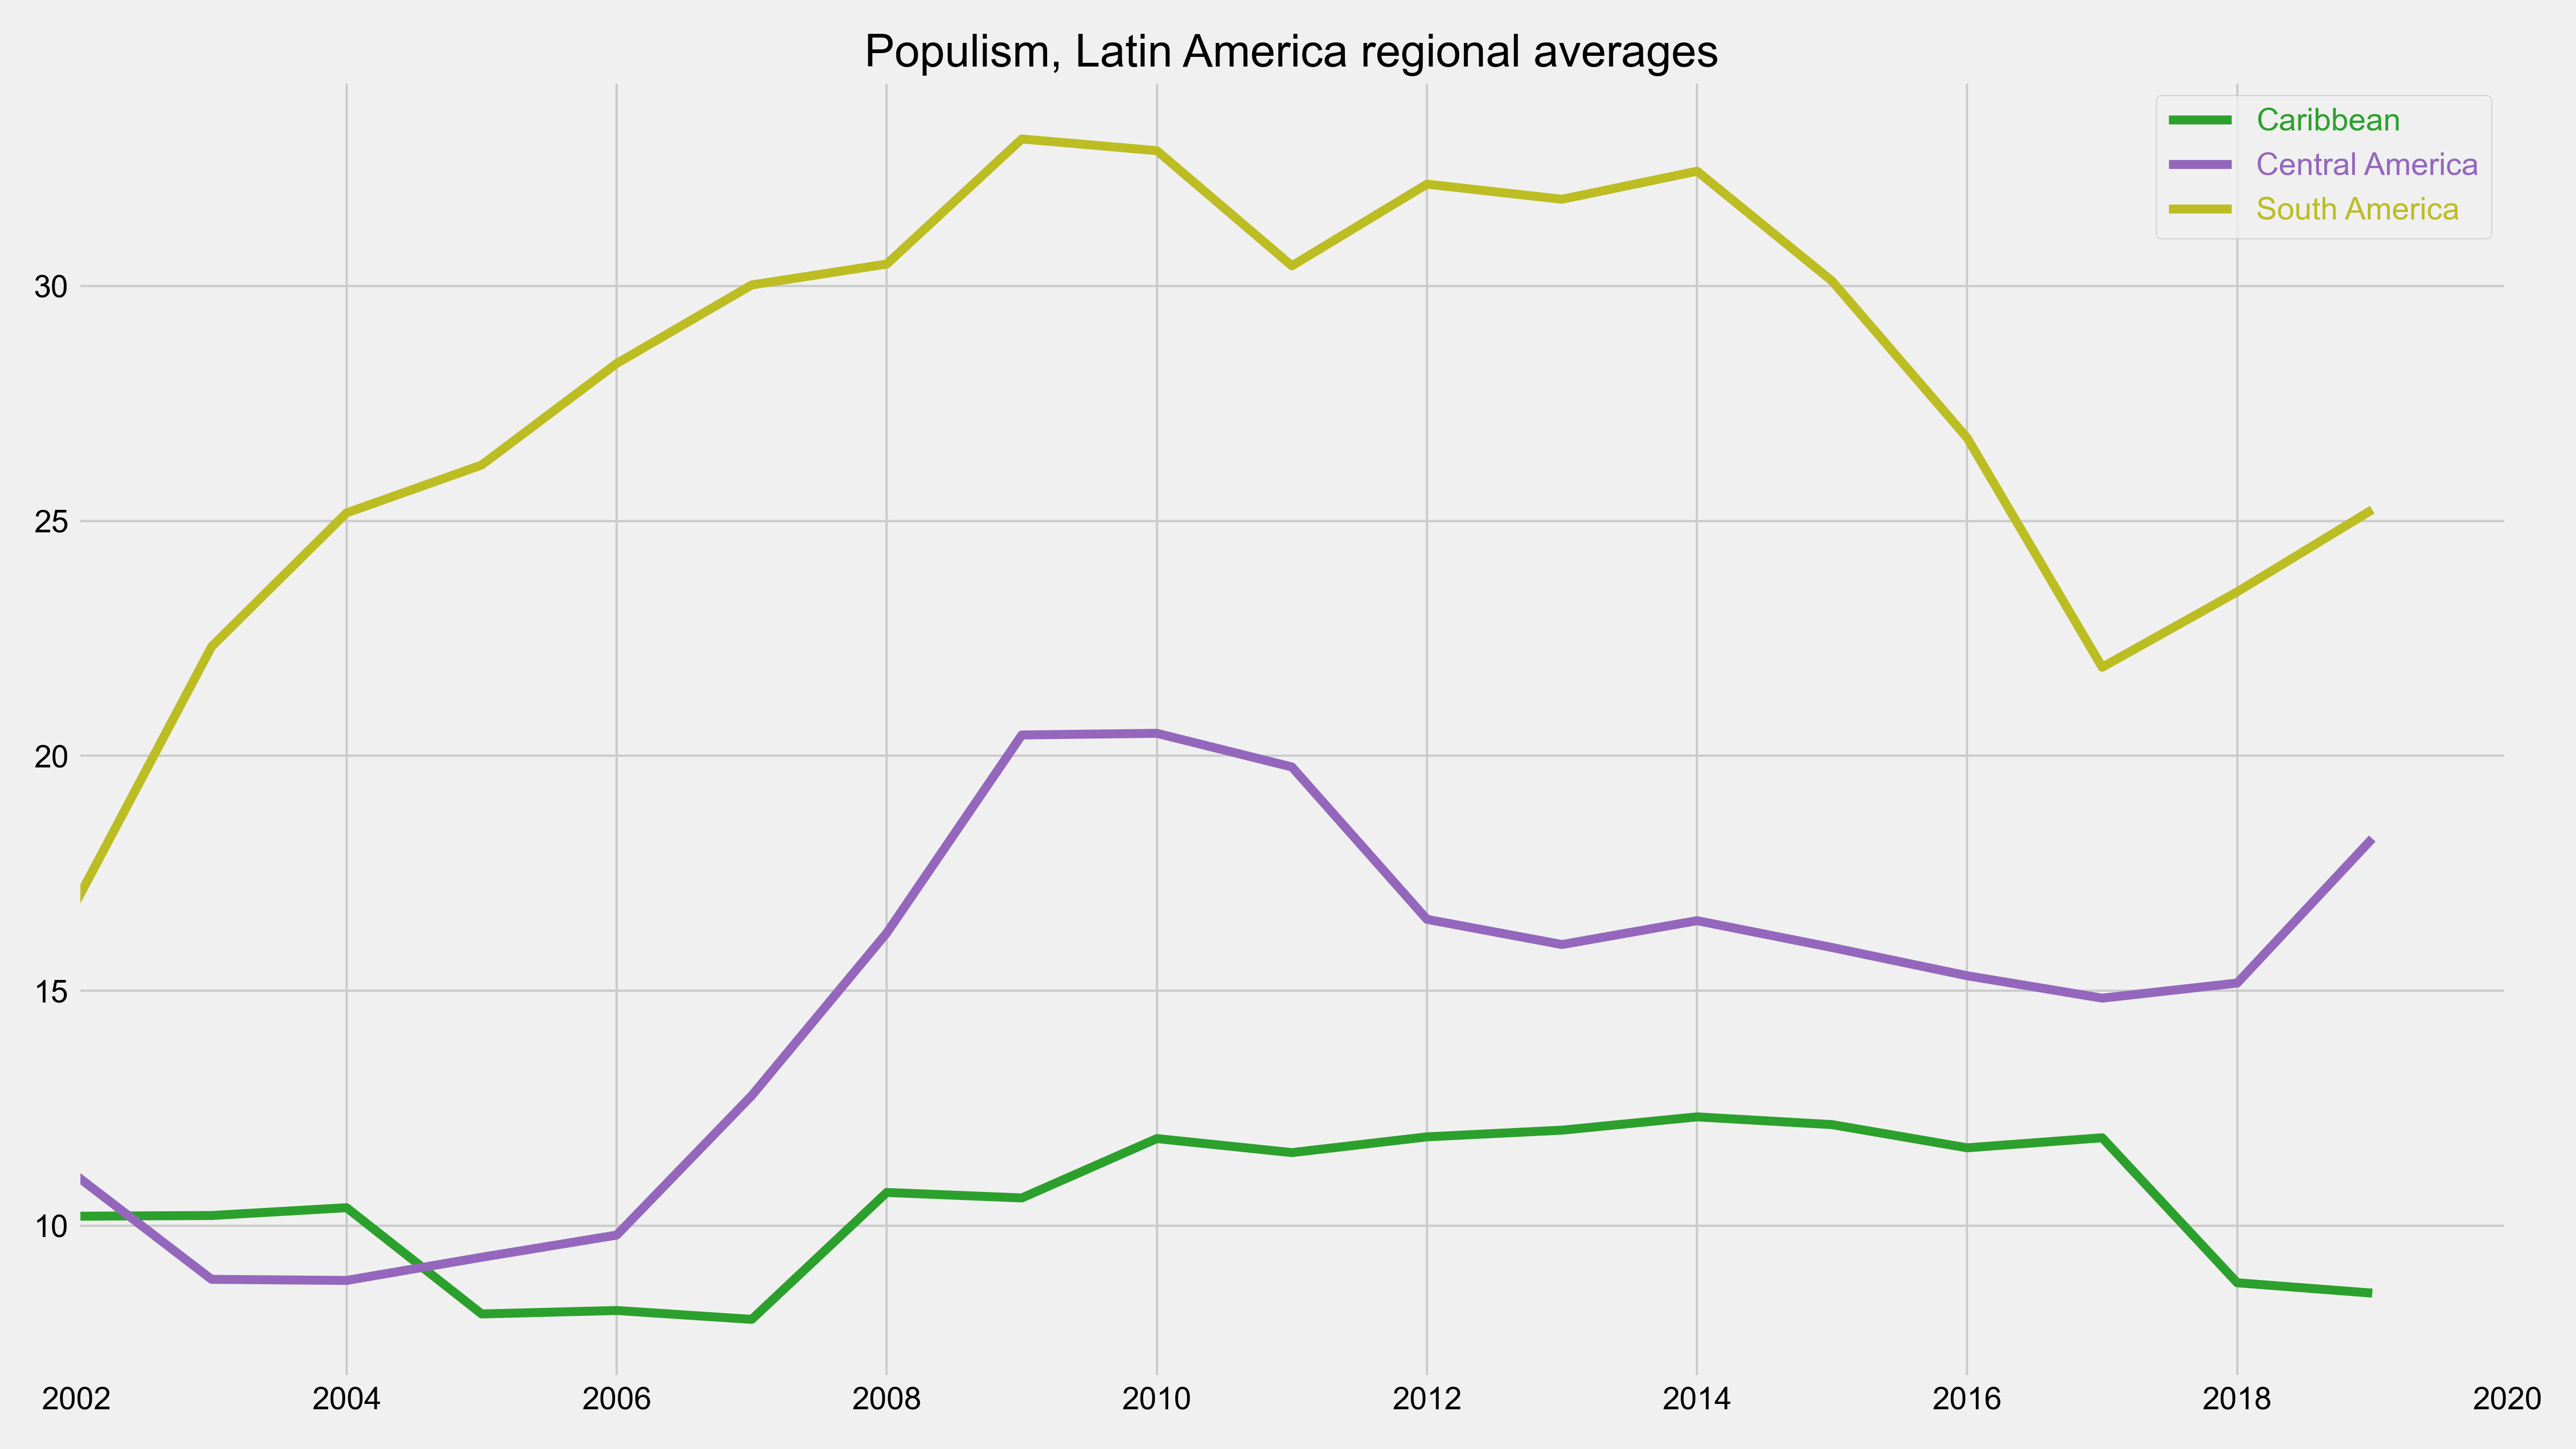 Populism, Latin America regional averages
Caribbean
Central America
South America
30
25
20
15
10
2002 2004 2006 2008 2010 2012 2014 2016 2018 2020